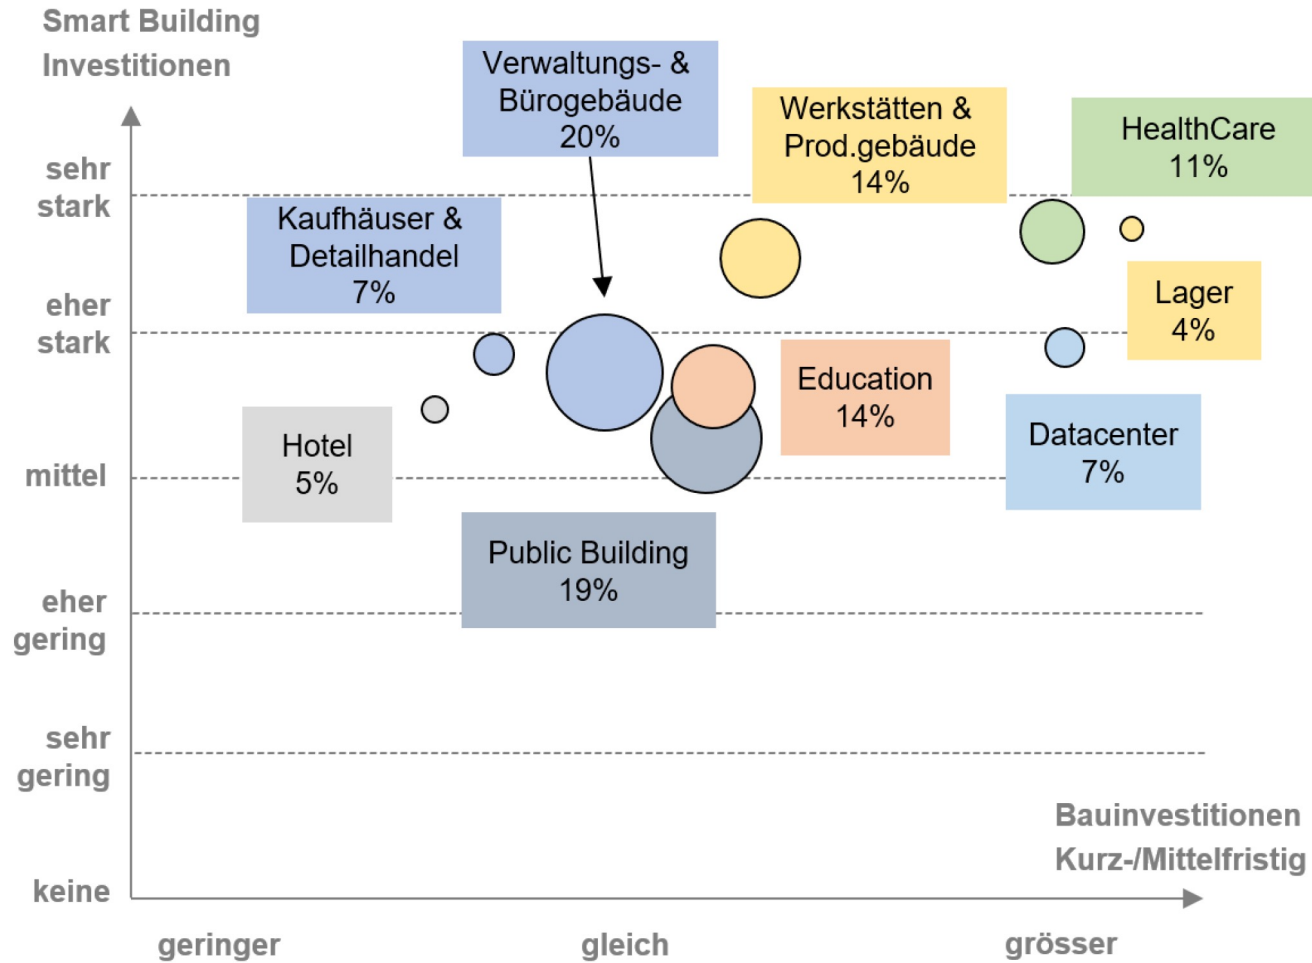 Smart Building
Investitionen
Verwaltungs- &
Bürogebäude
20%
Werkstätten &
Prod.gebäude
14%
HealthCare
11%
sehr
stark
Kaufhäuser &
Detailhandel
7%
eher
stark
Lager
4%
Education
14%
Hotel
5%
Datacenter
7%
mittel
Public Building
19%
eher
gering
sehr
gering
Bauinvestitionen
Kurz-/Mittelfristig
keine
geringer
gleich
grösser